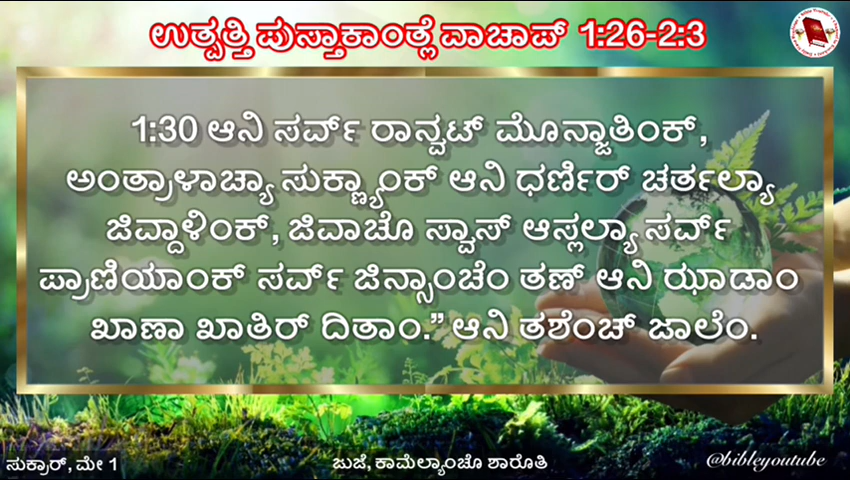 ಉತ್ಪತ್ತಿ ಪುಸ್ತಾಕಾಂತ್ಲೆ ವಾಚಾಪ್ 1:26-2:3
1:30 ಆನಿ ಸರ್ವ್ ರಾನ್ವಟ್ ಮೊನ್ಜಾತಿಂಕ್,
ಅಂತ್ರಾಳಾಚ್ಯಾ ಸುಕ್ಣ್ಯಾಂಕ್ ಆನಿ ಧರ್ಣಿರ್ ಚರ್ತಲ್ಯಾ
ಜಿವ್ದಾಳಿಂಕ್, ಜಿವಾಚೊ ಸ್ವಾಸ್ ಆಸ್ಲಲ್ಯಾ ಸರ್ವ್
ಪ್ರಾಣಿಯಾಂಕ್ ಸರ್ವ್ ಜಿನ್ಸಾಂಚೆಂ ತಣ್ ಆನಿ ಝಾಡಾಂ
ಖಾಣಾ ಖಾತಿರ್ ದಿತಾಂ.” ಆನಿ ತಶೆಂಚ್ ಜಾಲೆಂ.
ಸುಕ್ರಾರ್, ಮೇ 1
ಜುಜೆ, ಕಾಮೆಲ್ಯಾಂಚೊ ಶಾರೊತಿ
@bibleyoutube